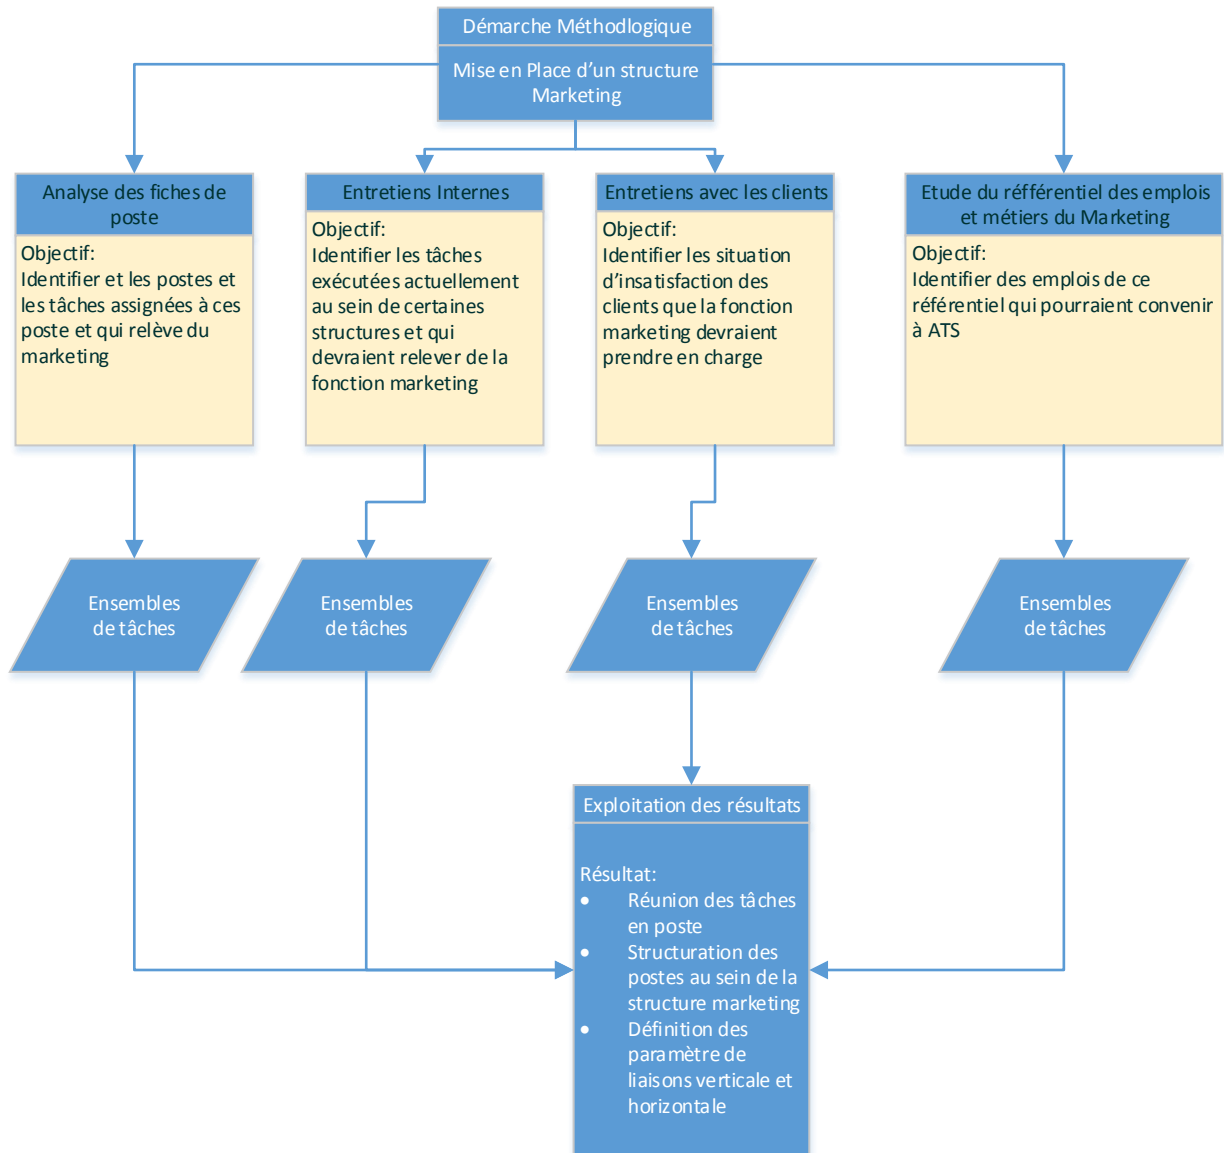 Démarche Méthodlogique
Mise en Place d'un structure
Marketing
Analyse des fiches de
poste
Objectif:
Identifier et les postes et
les tâches assignées à ces
poste et qui relève du
marketing
Entretiens Internes
Objectif:
Identifier les tâches
exécutées actuellement
au sein de certaines
structures et qui
devraient relever de la
fonction marketing
Entretiens avec les clients
Objectif:
Identifier les situation
d'insatisfaction des
clients que la fonction
marketing devraient
prendre en charge
Etude du réfférentiel des emplois
et métiers du Marketing
Objectif:
Identifier des emplois de ce
référentiel qui pourraient convenir
à ATS
Ensembles
de tâches
Ensembles
de tâches
Ensembles
de tâches
Ensembles
de tâches
Exploitation des résultats
Résultat:
• Réunion des tâches
en poste
• Structuration des
postes au sein de la
structure marketing
• Définition des
paramètre de
liaisons verticale et
horizontale